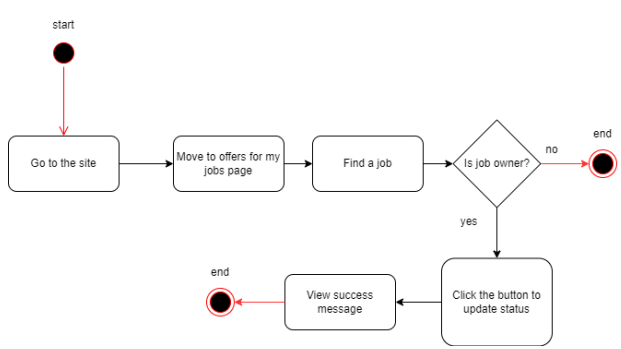 start
Go to the site
Move to offers for my
jobs page
Find a job
Is job owner?
no
end
yes
Click the button to
update status
View success
message
end